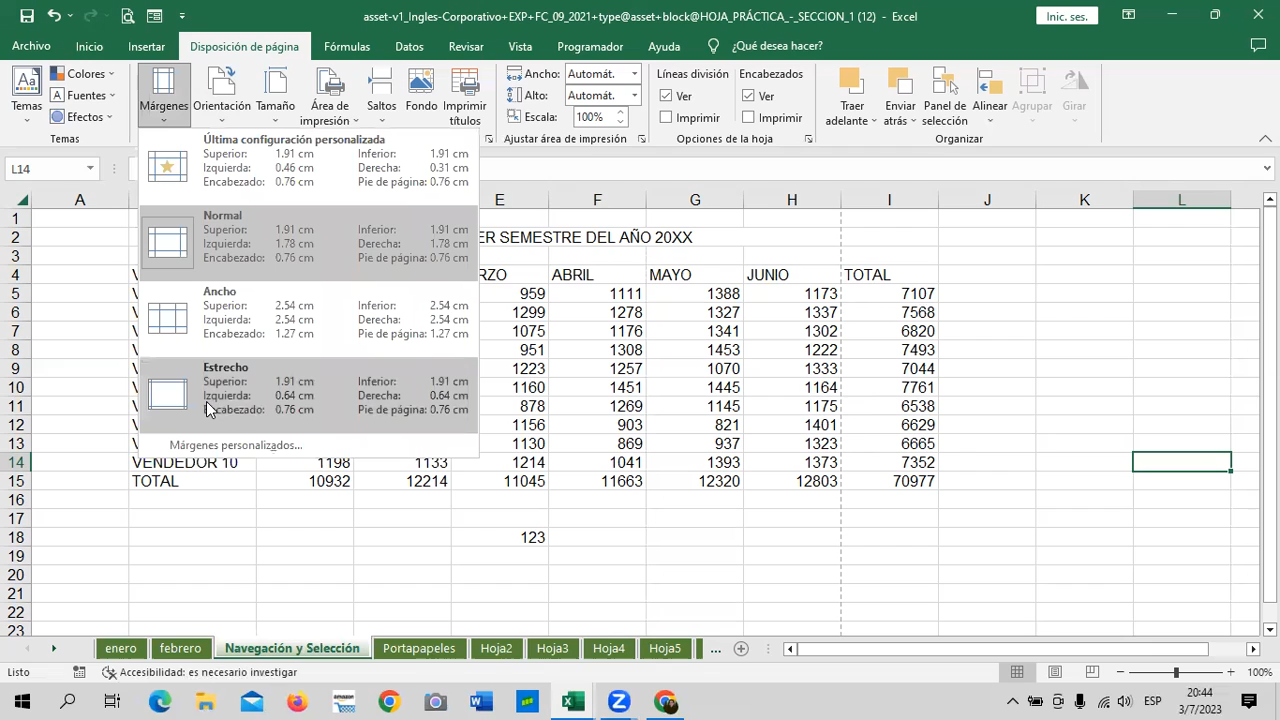 asset-v1_Ingles-Corporativo+EXP+FC_09_2021+type@asset+block@HOJA_PRÁCTICA_-_SECCION_1 (12) - Excel
Inic. ses.
Archivo Inicio Insertar Disposición de página Fórmulas Datos Revisar Vista Programador Ayuda ¿Qué desea hacer?
Temas
Colores
Fuentes
Efectos
Temas
Márgenes
Orientación
Tamaño
Área de impresión
Saltos
Fondo
Imprimir títulos
Ancho: Automát.
Alto: Automát.
Escala: 100%
Ajustar área de impresión
Líneas división Encabezados
Ver Ver
Imprimir Imprimir
Opciones de la hoja
Traer adelante
Enviar atrás
Panel de selección
Alinear
Agrupar
Girar
Organizar
Última configuración personalizada
Superior: 1.91 cm Inferior: 1.91 cm
Izquierda: 0.46 cm Derecha: 0.31 cm
Encabezado: 0.76 cm Pie de página: 0.76 cm
Normal
Superior: 1.91 cm Inferior: 1.91 cm
Izquierda: 1.78 cm Derecha: 1.78 cm
Encabezado: 0.76 cm Pie de página: 0.76 cm
Ancho
Superior: 2.54 cm Inferior: 2.54 cm
Izquierda: 2.54 cm Derecha: 2.54 cm
Encabezado: 1.27 cm Pie de página: 1.27 cm
Estrecho
Superior: 1.91 cm Inferior: 1.91 cm
Izquierda: 0.64 cm Derecha: 0.64 cm
Encabezado: 0.76 cm Pie de página: 0.76 cm
Márgenes personalizados...
L14
A E F G H I J K L
1
2 ER SEMESTRE DEL AÑO 20XX
3
4 V RZO ABRIL MAYO JUNIO TOTAL
5 V 959 1111 1388 1173 7107
6 V 1299 1278 1327 1337 7568
7 V 1075 1176 1341 1302 6820
8 V 951 1308 1453 1222 7493
9 V 1223 1257 1070 1333 7044
10 V 1160 1451 1445 1164 7761
11 V 878 1269 1145 1175 6538
12 V 1156 903 821 1401 6629
13 V 1130 869 937 1323 6665
14 VENDEDOR 10 1198 1133 1214 1041 1393 1373 7352
15 TOTAL 10932 12214 11045 11663 12320 12803 70977
16
17
18 123
19
20
21
22
23
enero febrero Navegación y Selección Portapapeles Hoja2 Hoja3 Hoja4 Hoja5 ...
Listo Accesibilidad: es necesario investigar 100%
amazon
ESP
20:44
3/7/2023